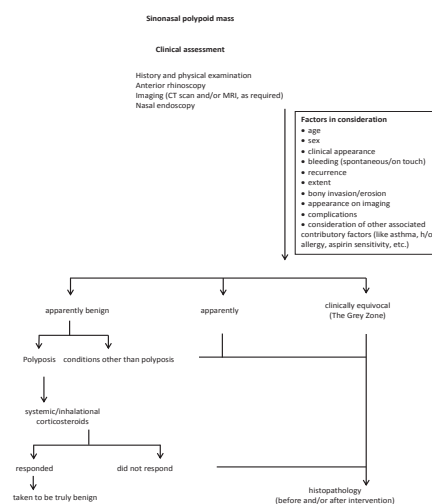 Sinonasal polypoid mass
Clinical assessment
History and physical examination
Anterior rhinoscopy
Imaging (CT scan and/or MRI, as required)
Nasal endoscopy
Factors in consideration
• age
• sex
• clinical appearance
• bleeding (spontaneous/on touch)
• recurrence
• extent
• bony invasion/erosion
• appearance on imaging
• complications
• consideration of other associated
contributory factors (like asthma, h/o
allergy, aspirin sensitivity, etc.)
apparently benign
apparently
clinically equivocal
(The Grey Zone)
Polyposis
conditions other than polyposis
systemic/inhalational
corticosteroids
responded
did not respond
taken to be truly benign
histopathology
(before and/or after intervention)